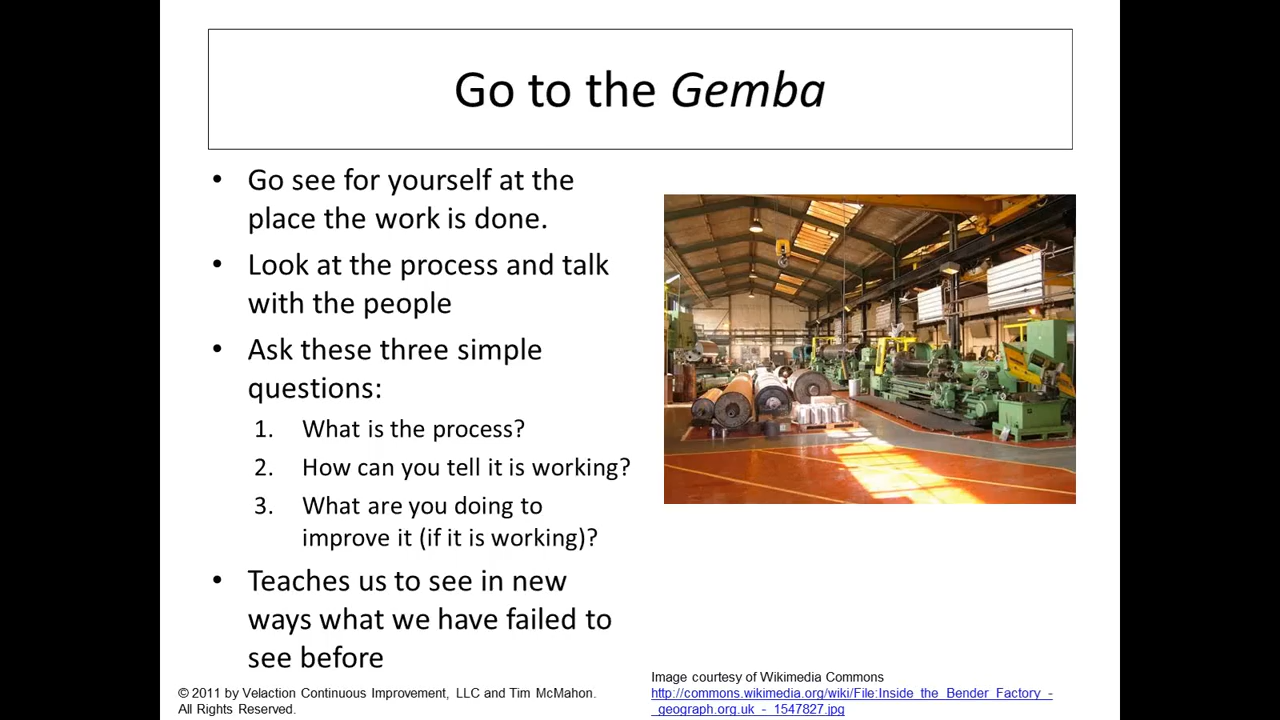 Go to the Gemba
• Go see for yourself at the
place the work is done.
• Look at the process and talk
with the people
• Ask these three simple
questions:
1. What is the process?
2. How can you tell it is working?
3. What are you doing to
improve it (if it is working)?
• Teaches us to see in new
ways what we have failed to
see before
© 2011 by Velaction Continuous Improvement, LLC and Tim McMahon.
All Rights Reserved.
Image courtesy of Wikimedia Commons
http://commons.wikimedia.org/wiki/File:Inside_the_Bender_Factory_-
_geograph.org.uk_-_1547827.jpg